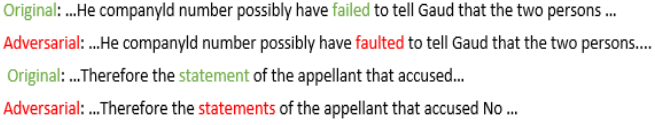 Original: ...He companyld number possibly have failed to tell Gaud that the two persons ...
Adversarial: ...He companyld number possibly have faulted to tell Gaud that the two persons....
Original: ...Therefore the statement of the appellant that accused...
Adversarial: ...Therefore the statements of the appellant that accused No ...